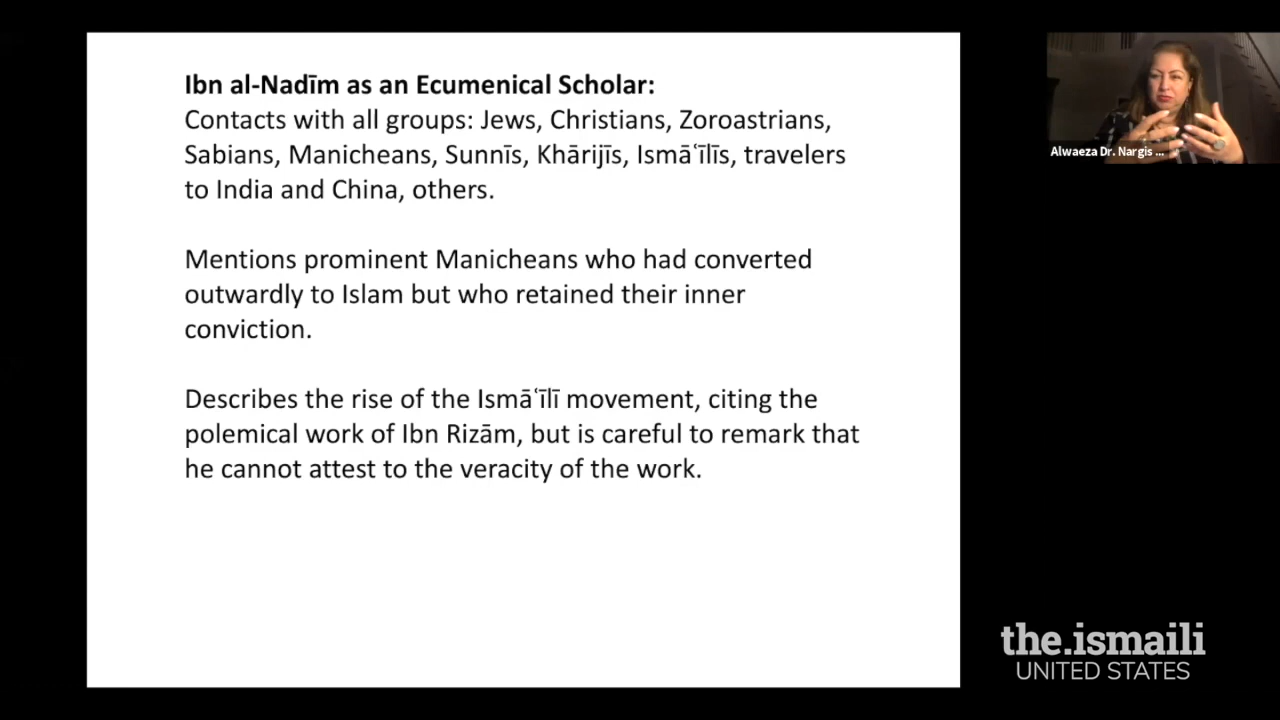 Ibn al-Nadīm as an Ecumenical Scholar:
Contacts with all groups: Jews, Christians, Zoroastrians,
Sabians, Manicheans, Sunnīs, Khārijīs, Ismāʿīlīs, travelers
to India and China, others.
Mentions prominent Manicheans who had converted
outwardly to Islam but who retained their inner
conviction.
Describes the rise of the Ismāʿīlī movement, citing the
polemical work of Ibn Rizām, but is careful to remark that
he cannot attest to the veracity of the work.
Alwaeza Dr. Nargis ...
the.ismaili
UNITED STATES